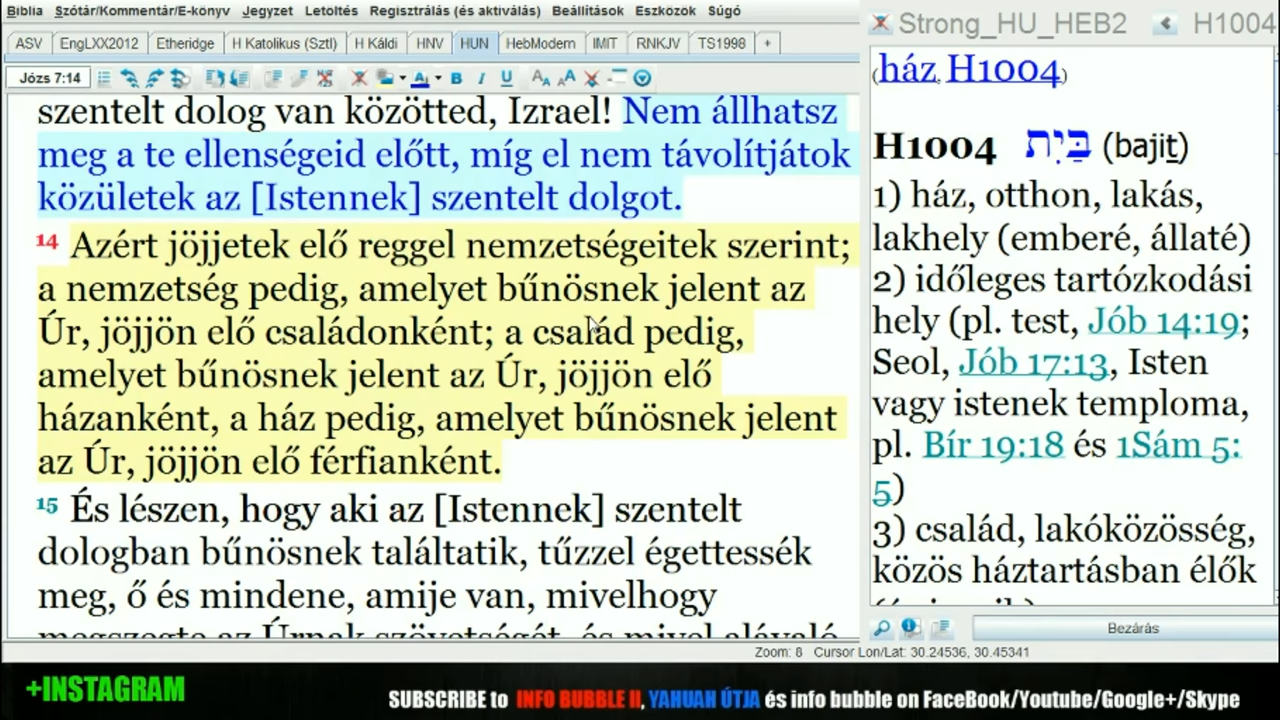 Biblia Szótár/Kommentár/E-könyv Jegyzet Letöltés Regisztrálás (és aktiválás) Beállítások Eszközök Súgó
ASV EngLXX2012 Etheridge H Katolikus (Sztl) H Káldi HNV HUN HebModern IMIT RNKJV TS1998 +
Józs 7:14
szentelt dolog van közötted, Izrael! Nem állhatsz
meg a te ellenségeid előtt, míg el nem távolítjátok
közületek az [Istennek] szentelt dolgot.
14 Azért jöjjetek elő reggel nemzetségeitek szerint;
a nemzetség pedig, amelyet bűnösnek jelent az
Úr, jöjjön elő családonként; a család pedig,
amelyet bűnösnek jelent az Úr, jöjjön elő
házanként, a ház pedig, amelyet bűnösnek jelent
az Úr, jöjjön elő férfianként.
15 És lészen, hogy aki az [Istennek] szentelt
dologban bűnösnek találtatik, tűzzel égettessék
meg, ő és mindene, amije van, mivelhogy
megszegte az Úrnak szövetségét, és mivel alávaló
Strong_HU_HEB2 H1004
(ház, H1004)
H1004 בַּיִת (bajit)
1) ház, otthon, lakás,
lakhely (emberé, állaté)
2) időleges tartózkodási
hely (pl. test, Jób 14:19;
Seol, Jób 17:13, Isten
vagy istenek temploma,
pl. Bír 19:18 és 1Sám 5:
5)
3) család, lakóközösség,
közös háztartásban élők
Bezárás
Zoom: 8 Cursor Lon/Lat: 30.24536, 30.45341
+INSTAGRAM
SUBSCRIBE to INFO BUBBLE II, YAHUAH ÚTJA és info bubble on FaceBook/Youtube/Google+/Skype